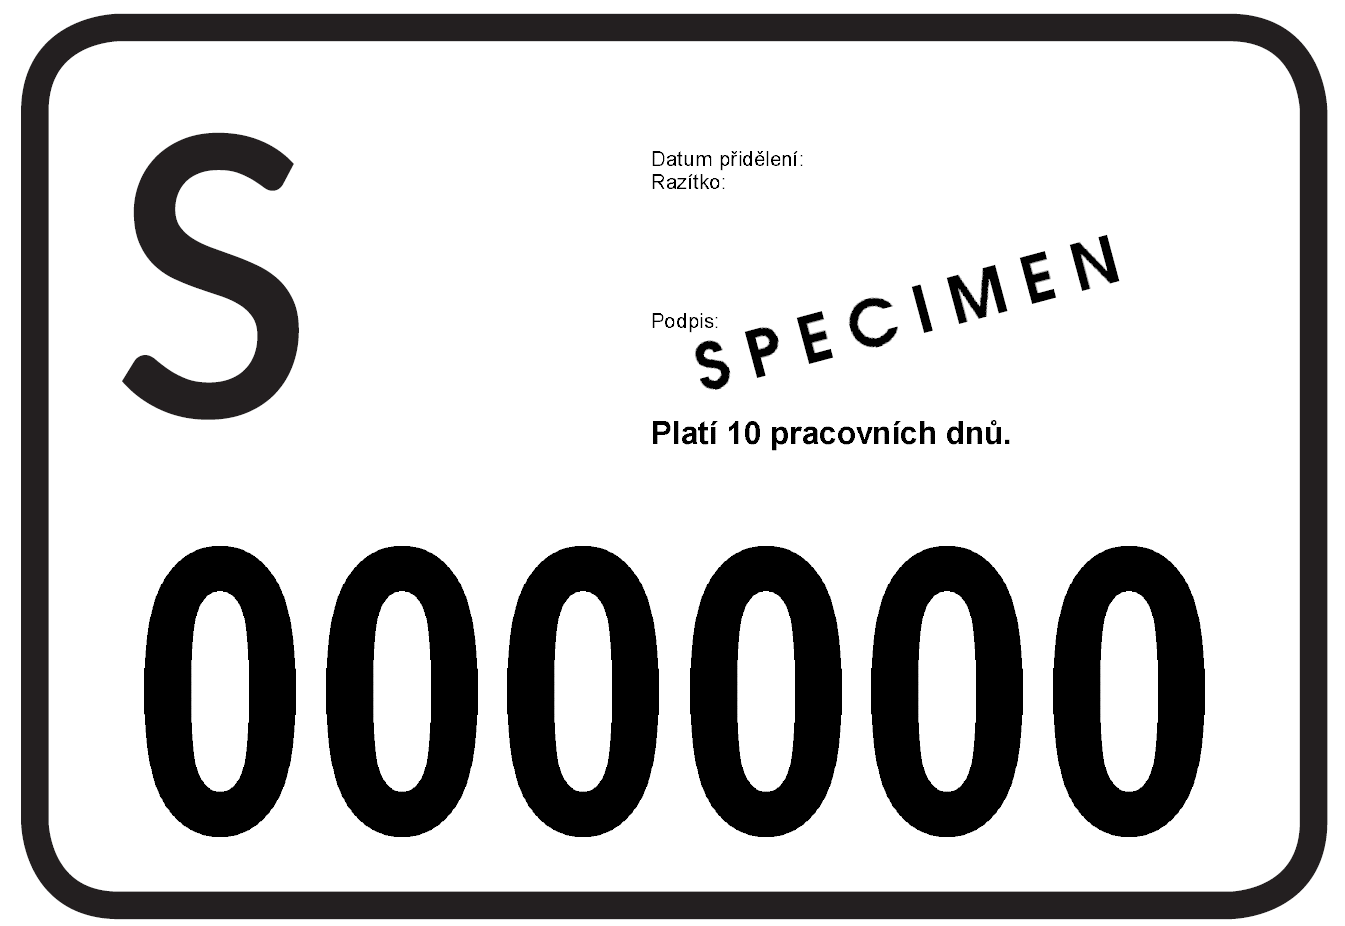 S
Datum přidělení:
Razítko:
Podpis:
SPECIMEN
Platí 10 pracovních dnů.
000000